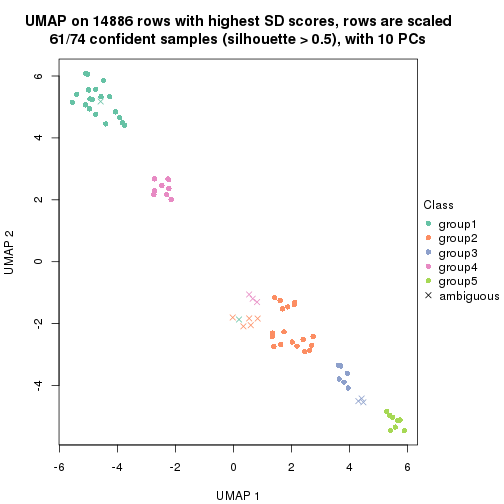 UMAP on 14886 rows with highest SD scores, rows are scaled
61/74 confident samples (silhouette > 0.5), with 10 PCs
6
4
2
0
-2
-4
UMAP 2
-6
-4
-2
0
2
4
6
UMAP 1
Class
group1
group2
group3
group4
group5
ambiguous